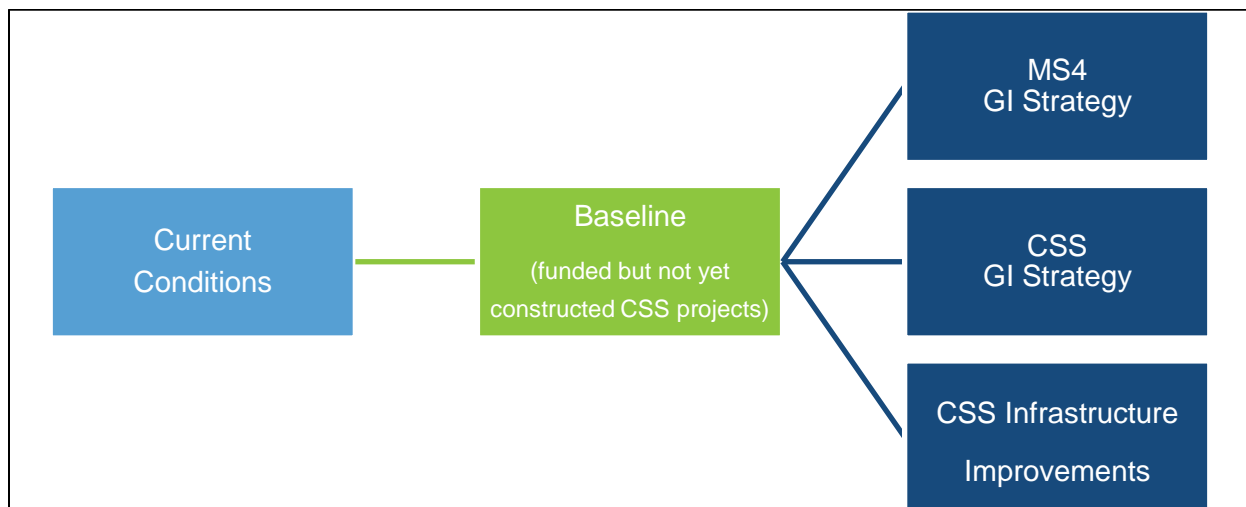 Current
Conditions
Baseline
(funded but not yet
constructed CSS projects)
MS4
GI Strategy
CSS
GI Strategy
CSS Infrastructure
Improvements